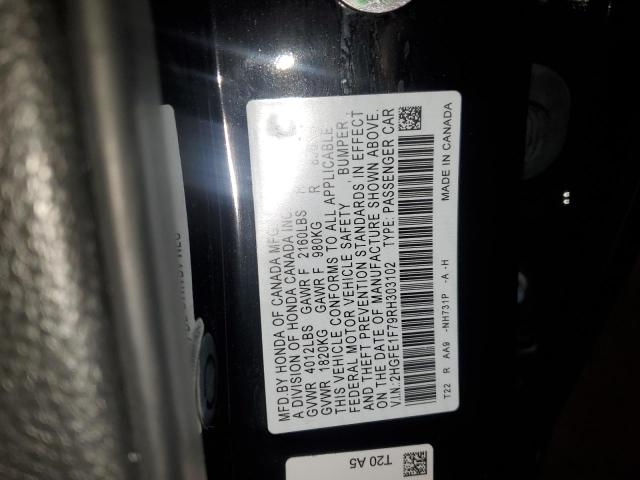 MFD.BY HONDA OF CANADA MFG.
A DIVISION OF HONDA CANADA INC.
GVWR 4012LBS GAWR F 2160LBS R
GVWR 1820KG GAWR F 980KG R
THIS VEHICLE CONFORMS TO ALL APPLICABLE
FEDERAL MOTOR VEHICLE SAFETY BUMPER,
AND THEFT PREVENTION STANDARDS IN EFFECT
ON THE DATE OF MANUFACTURE SHOWN ABOVE.
V.I.N.:2HGFE1F79RH303102 TYPE: PASSENGER CAR
T22 R AA9 -NH731P -A -H MADE IN CANADA
T20 A5